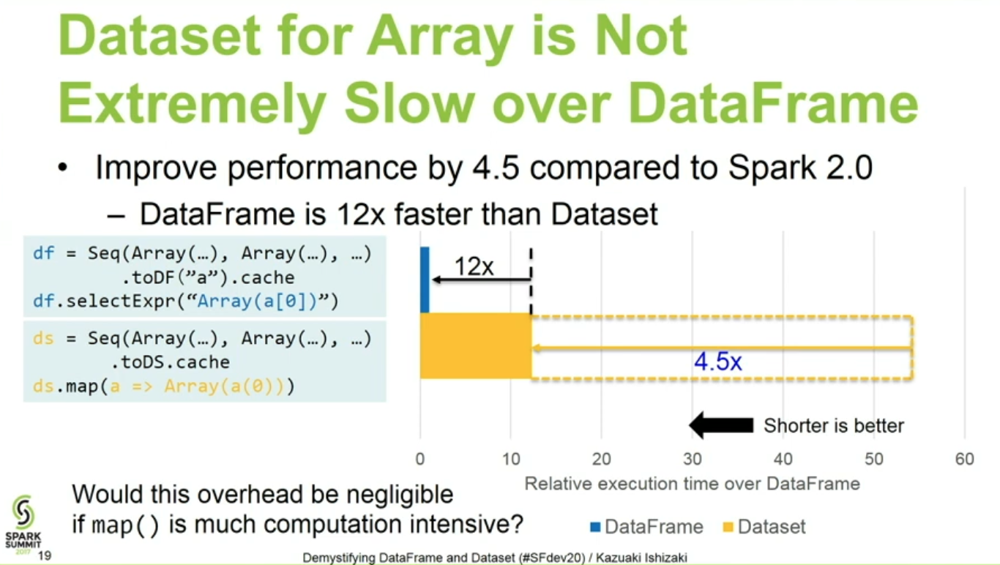 Dataset for Array is Not
Extremely Slow over DataFrame
• Improve performance by 4.5 compared to Spark 2.0
– DataFrame is 12x faster than Dataset
df = Seq(Array(…), Array(…), …)
.toDF(”a”).cache
df.selectExpr(“Array(a[0])”)
ds = Seq(Array(…), Array(…), …)
.toDS.cache
ds.map(a => Array(a(0)))
12x
4.5x
Shorter is better
0 10 20 30 40 50 60
Relative execution time over DataFrame
DataFrame Dataset
Would this overhead be negligible
if map() is much computation intensive?
SPARK
SUMMIT
2017
19
Demystifying DataFrame and Dataset (#SFdev20) / Kazuaki Ishizaki